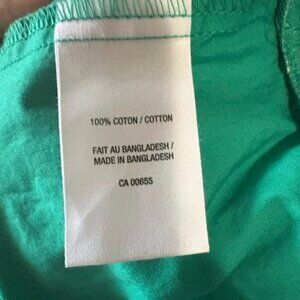 100% COTON / COTTON
FAIT AU BANGLADESH /
MADE IN BANGLADESH
CA 00655